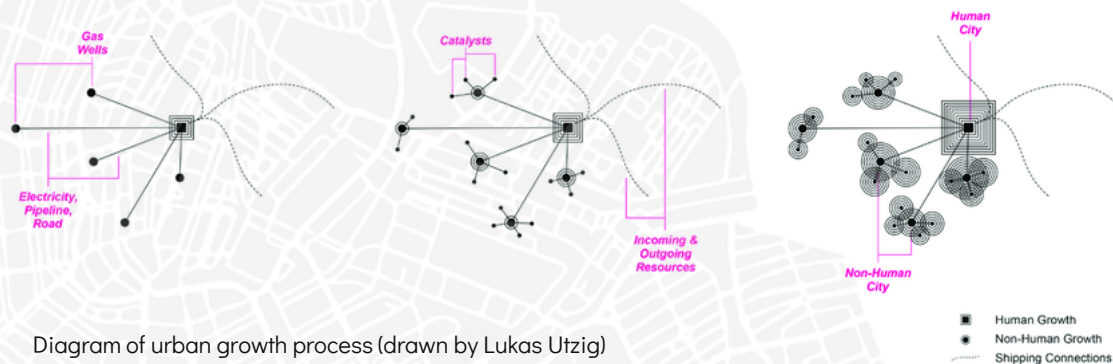 Gas
Wells
Electricity,
Pipeline,
Road
Catalysts
Incoming &
Outgoing
Resources
Human
City
Non-Human
City
Human Growth
Non-Human Growth
Shipping Connections
Diagram of urban growth process (drawn by Lukas Utzig)